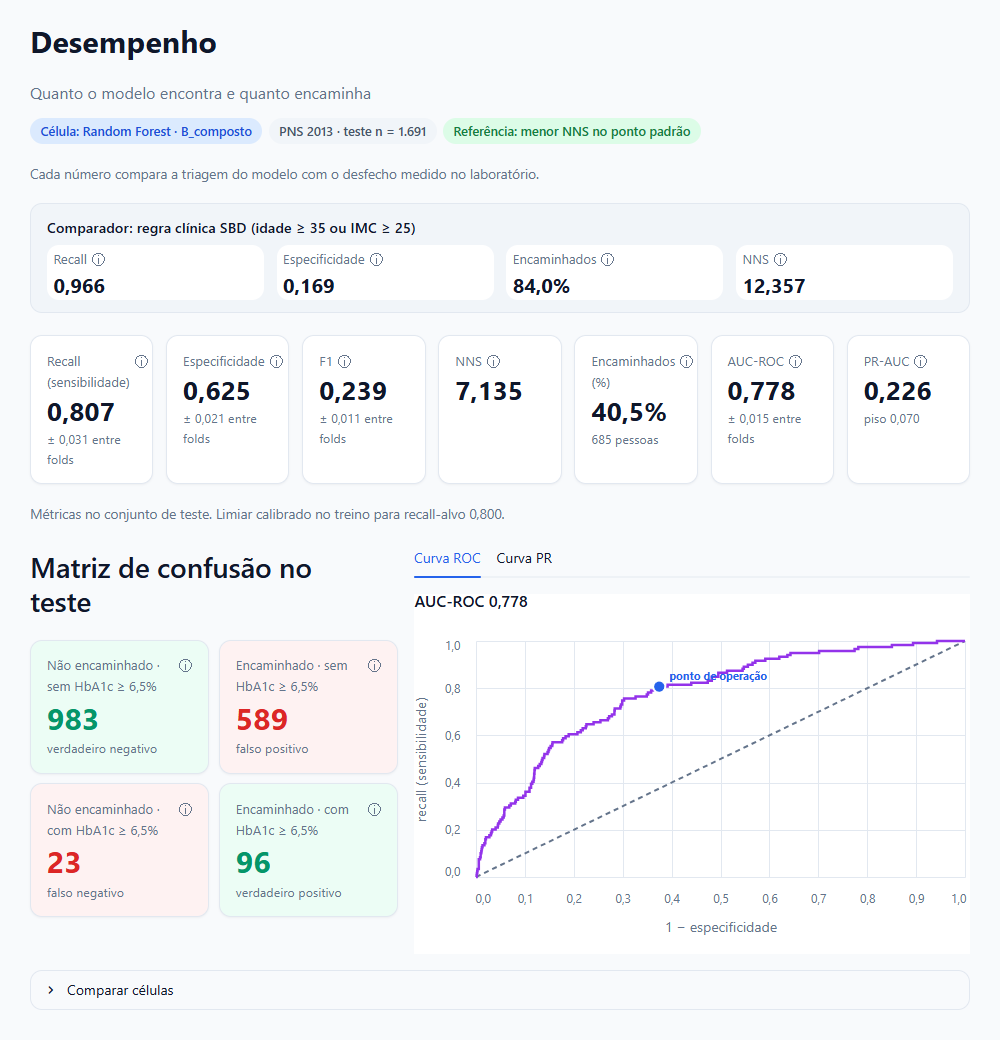 Desempenho
Quanto o modelo encontra e quanto encaminha
Célula: Random Forest · B_composto
PNS 2013 · teste n = 1.691
Referência: menor NNS no ponto padrão
Cada número compara a triagem do modelo com o desfecho medido no laboratório.
Comparador: regra clínica SBD (idade ≥ 35 ou IMC ≥ 25)
Recall ⓘ
0,966
Especificidade ⓘ
0,169
Encaminhados ⓘ
84,0%
NNS ⓘ
12,357
Recall ⓘ
(sensibilidade)
0,807
± 0,031 entre
folds
Especificidade ⓘ
0,625
± 0,021 entre
folds
F1 ⓘ
0,239
± 0,011 entre
folds
NNS ⓘ
7,135
Encaminhados ⓘ
(%)
40,5%
685 pessoas
AUC-ROC ⓘ
0,778
± 0,015 entre
folds
PR-AUC ⓘ
0,226
piso 0,070
Métricas no conjunto de teste. Limiar calibrado no treino para recall-alvo 0,800.
Matriz de confusão no
teste
Não encaminhado · ⓘ
sem HbA1c ≥ 6,5%
983
verdadeiro negativo
Encaminhado · sem ⓘ
HbA1c ≥ 6,5%
589
falso positivo
Não encaminhado · ⓘ
com HbA1c ≥ 6,5%
23
falso negativo
Encaminhado · com ⓘ
HbA1c ≥ 6,5%
96
verdadeiro positivo
Curva ROC
Curva PR
AUC-ROC 0,778
recall (sensibilidade)
1,0
0,8
0,6
0,4
0,2
0,0
ponto de operação
0,0 0,1 0,2 0,3 0,4 0,5 0,6 0,7 0,8 0,9 1,0
1 − especificidade
Comparar células